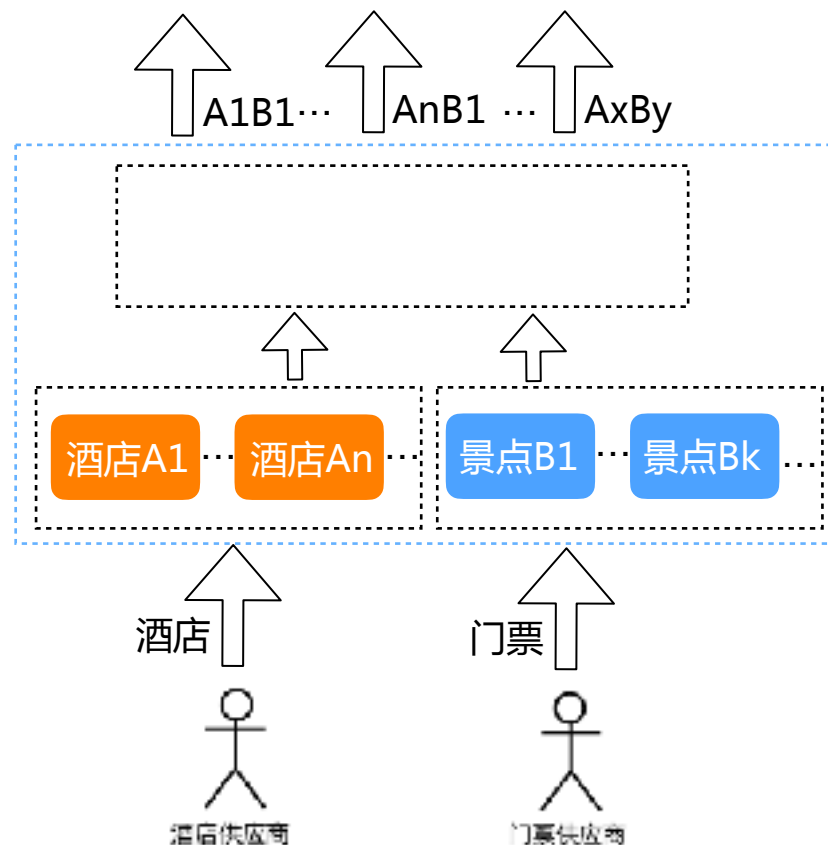 A1B1… AnB1 … AxBy
酒店A1 … 酒店An … 景点B1 … 景点Bk …
酒店 门票
酒店供应商 门票供应商